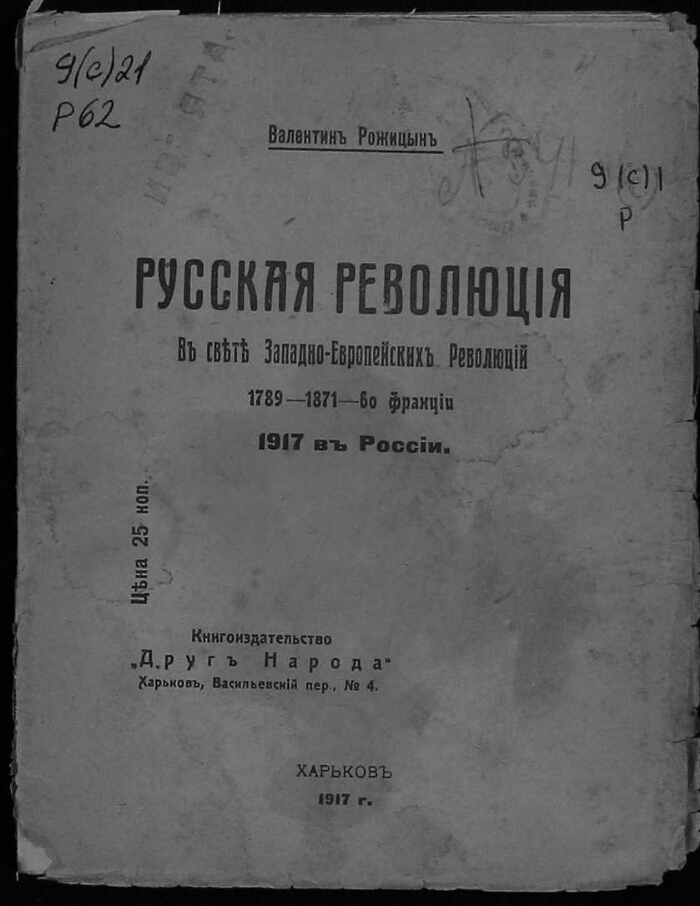 9(с)21
Р62
Валентинъ Рожицынъ
9(с)1
Р
РУССКАЯ РЕВОЛЮЦІЯ
Въ свѣтѣ Западно-Европейскихъ Революцій
1789—1871—во франціи
1917 въ Россіи.
Цѣна 25 коп.
Книгоиздательство
„Другъ Народа"
Харьковъ, Васильевскій пер., № 4.
ХАРЬКОВЪ
1917 г.